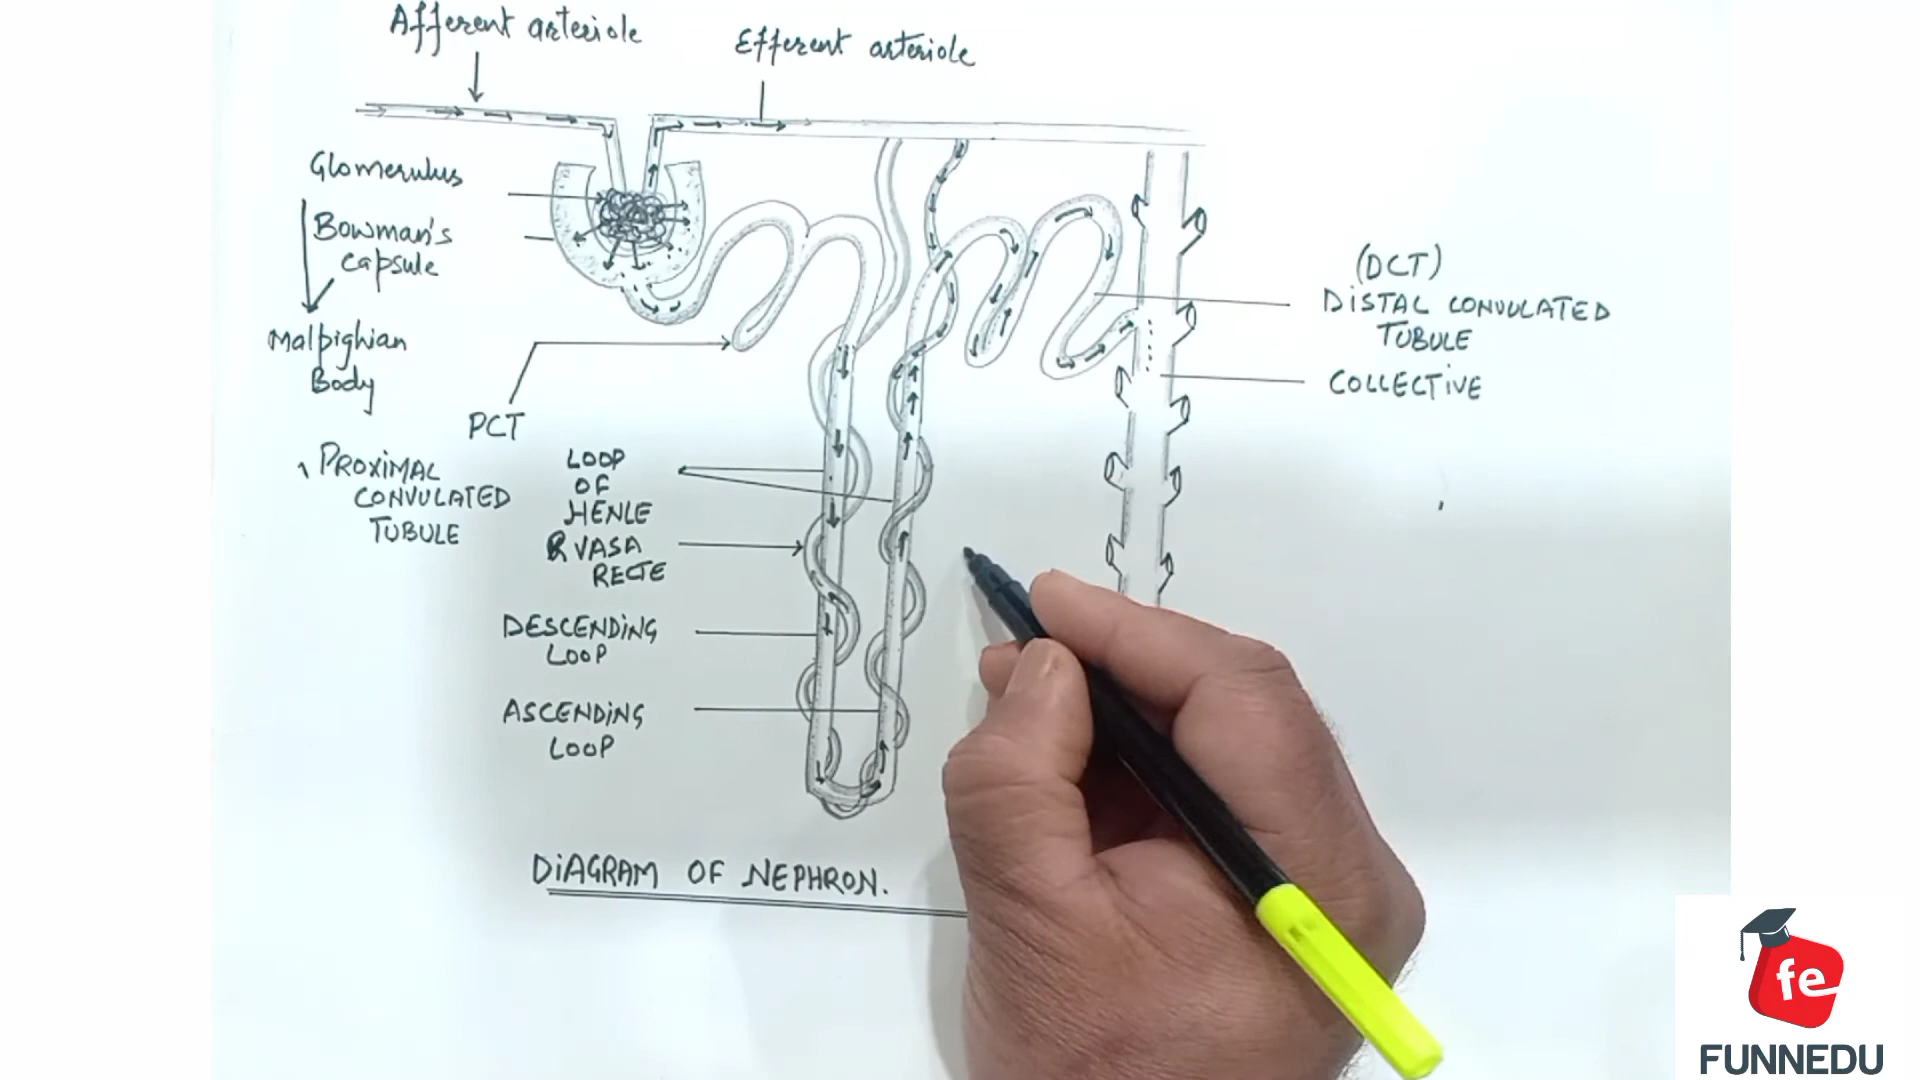 Afferent arteriole
Efferent arteriole
Glomerulus
Bowman's
capsule
Malpighian
Body
PCT
PROXIMAL
CONVULATED
TUBULE
LOOP
OF
HENLE
& VASA
RECTE
DESCENDING
LOOP
ASCENDING
LOOP
(DCT)
DISTAL CONVULATED
TUBULE
COLLECTIVE
DIAGRAM OF NEPHRON.
fe
FUNNEDU